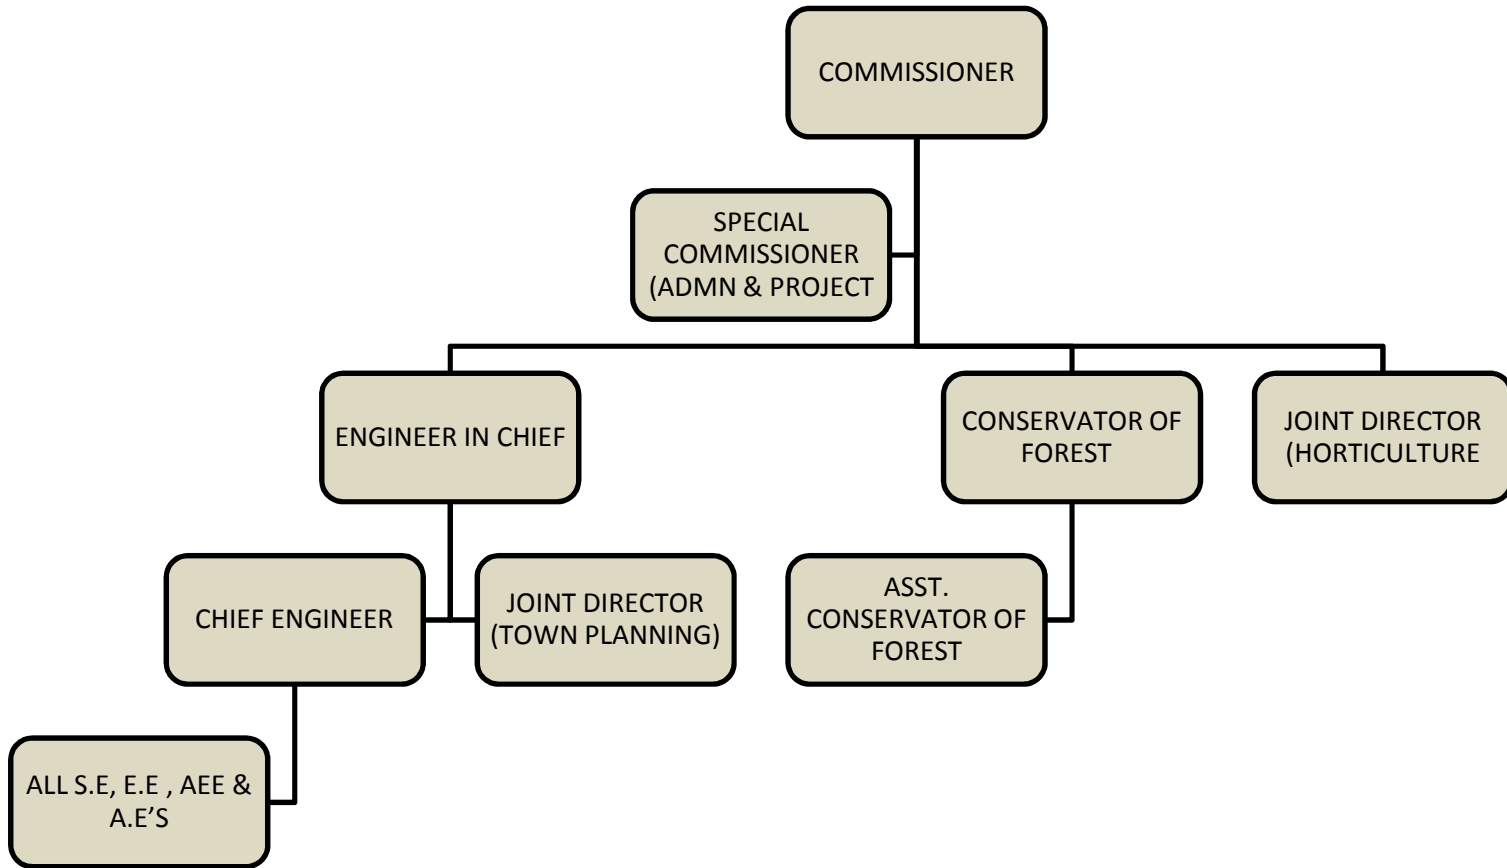 COMMISSIONER
SPECIAL
COMMISSIONER
(ADMN & PROJECT
ENGINEER IN CHIEF
CONSERVATOR OF
FOREST
JOINT DIRECTOR
(HORTICULTURE
CHIEF ENGINEER
JOINT DIRECTOR
(TOWN PLANNING)
ASST.
CONSERVATOR OF
FOREST
ALL S.E, E.E , AEE &
A.E’S